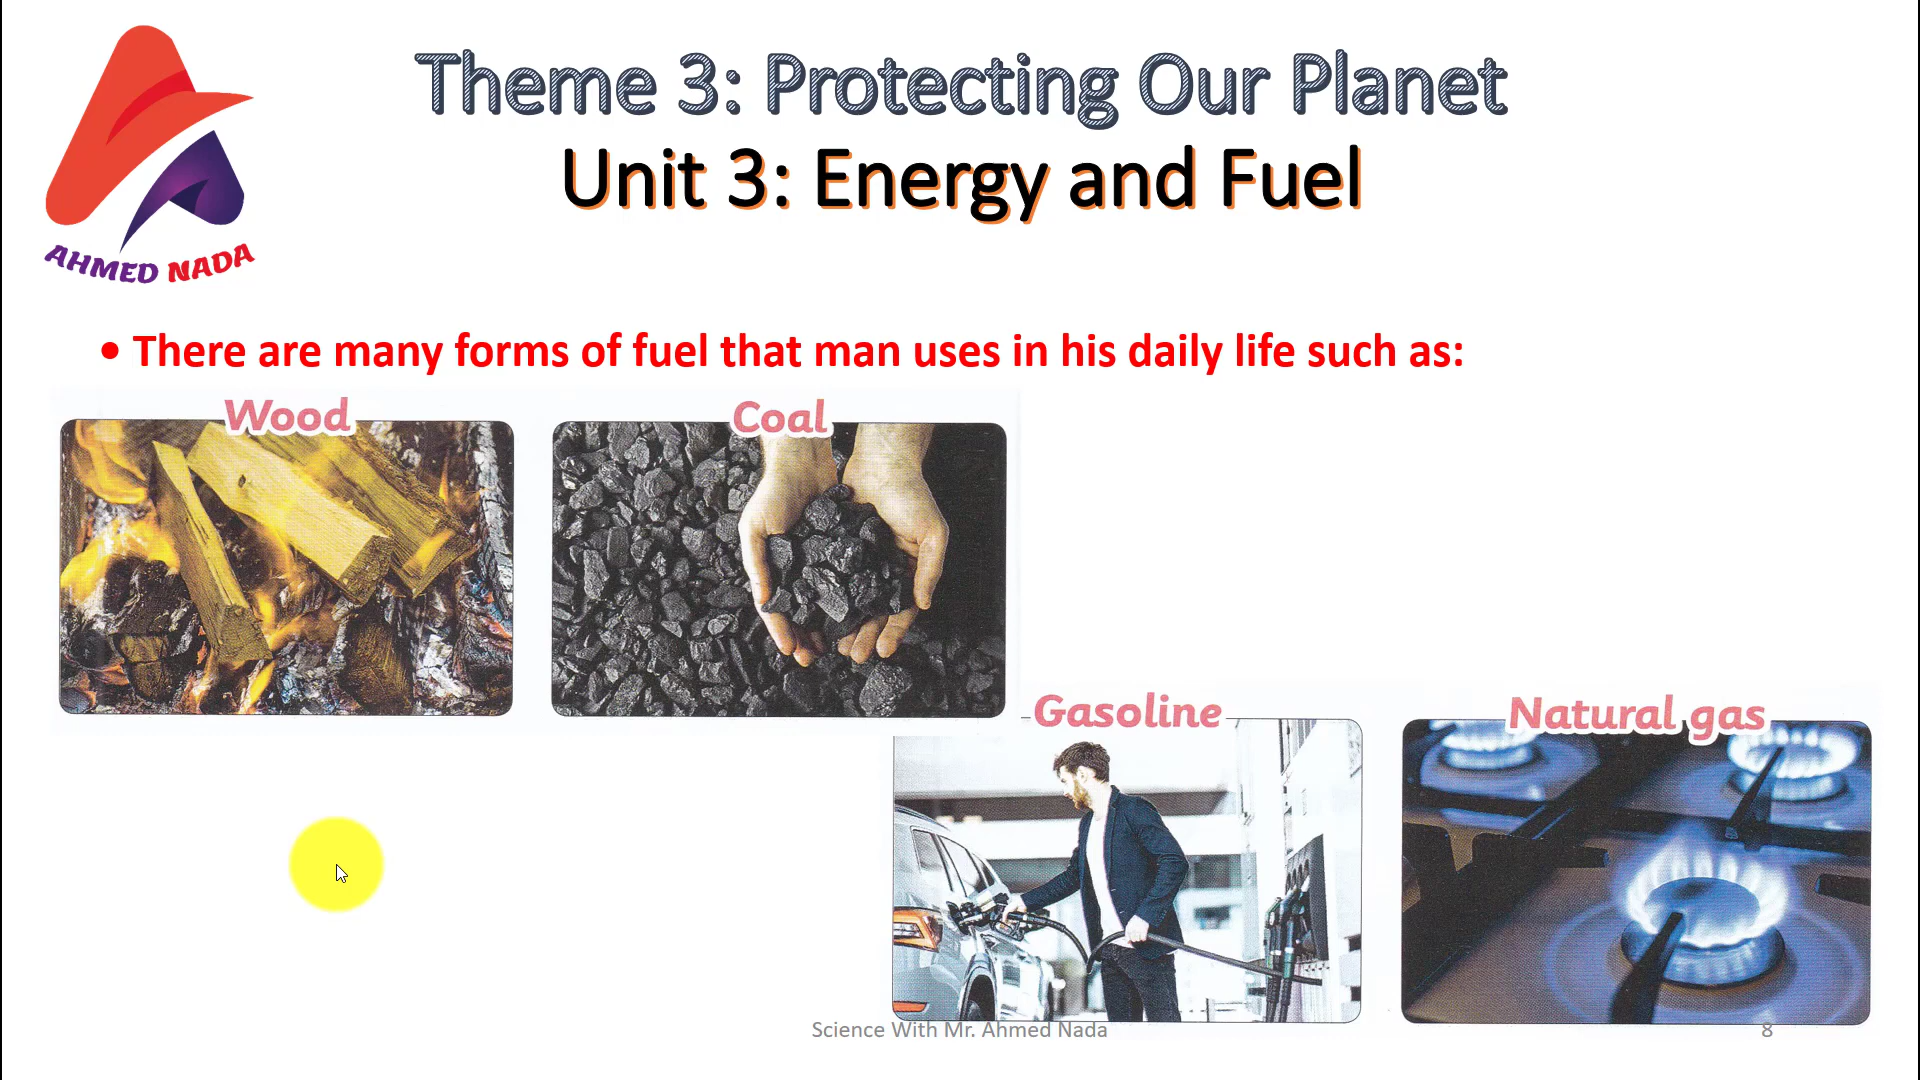 Theme 3: Protecting Our Planet
Unit 3: Energy and Fuel
AHMED NADA
• There are many forms of fuel that man uses in his daily life such as:
Wood
Coal
Gasoline
Natural gas
Science With Mr. Ahmed Nada
8